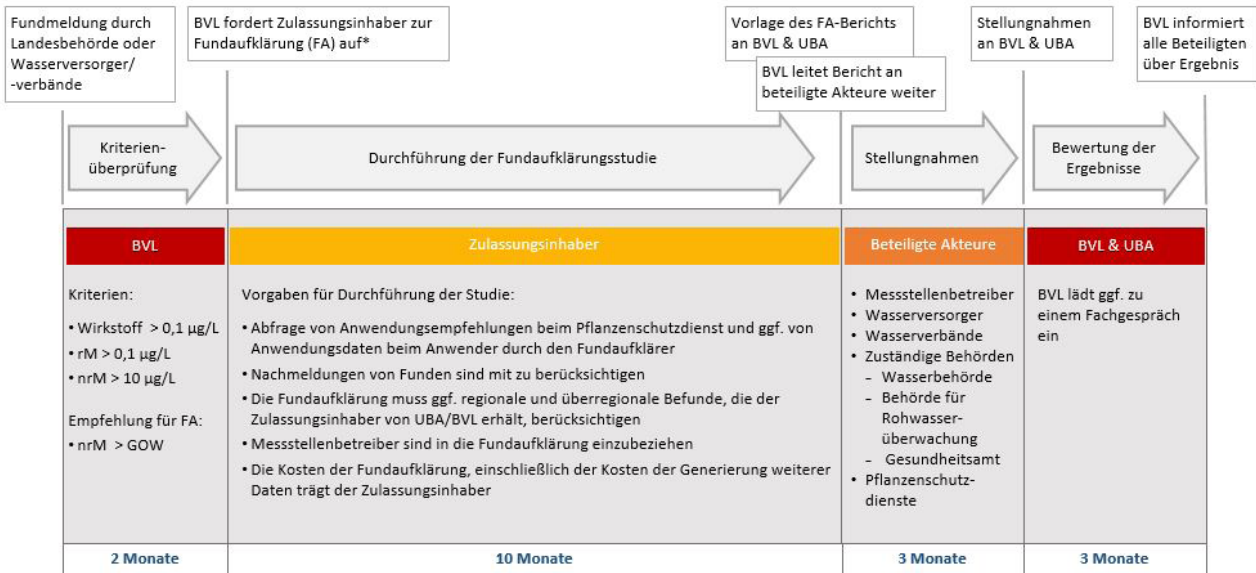 Fundmeldung durch
Landesbehörde oder
Wasserversorger/
-verbände
BVL fordert Zulassungsinhaber zur
Fundaufklärung (FA) auf*
Vorlage des FA-Berichts
an BVL & UBA
BVL leitet Bericht an
beteiligte Akteure weiter
Stellungnahmen
an BVL & UBA
BVL informiert
alle Beteiligten
über Ergebnis
Kriterien-
überprüfung
Durchführung der Fundaufklärungsstudie
Stellungnahmen
Bewertung der
Ergebnisse
BVL
Kriterien:
• Wirkstoff > 0,1 µg/L
• rM > 0,1 µg/L
• nrM > 10 µg/L
Empfehlung für FA:
• nrM > GOW
Zulassungsinhaber
Vorgaben für Durchführung der Studie:
• Abfrage von Anwendungsempfehlungen beim Pflanzenschutzdienst und ggf. von
Anwendungsdaten beim Anwender durch den Fundaufklärer
• Nachmeldungen von Funden sind mit zu berücksichtigen
• Die Fundaufklärung muss ggf. regionale und überregionale Befunde, die der
Zulassungsinhaber von UBA/BVL erhält, berücksichtigen
• Messstellenbetreiber sind in die Fundaufklärung einzubeziehen
• Die Kosten der Fundaufklärung, einschließlich der Kosten der Generierung weiterer
Daten trägt der Zulassungsinhaber
Beteiligte Akteure
• Messstellenbetreiber
• Wasserversorger
• Wasserverbände
• Zuständige Behörden
– Wasserbehörde
– Behörde für
Rohwasser-
überwachung
– Gesundheitsamt
• Pflanzenschutz-
dienste
BVL & UBA
BVL lädt ggf. zu
einem Fachgespräch
ein
2 Monate
10 Monate
3 Monate
3 Monate